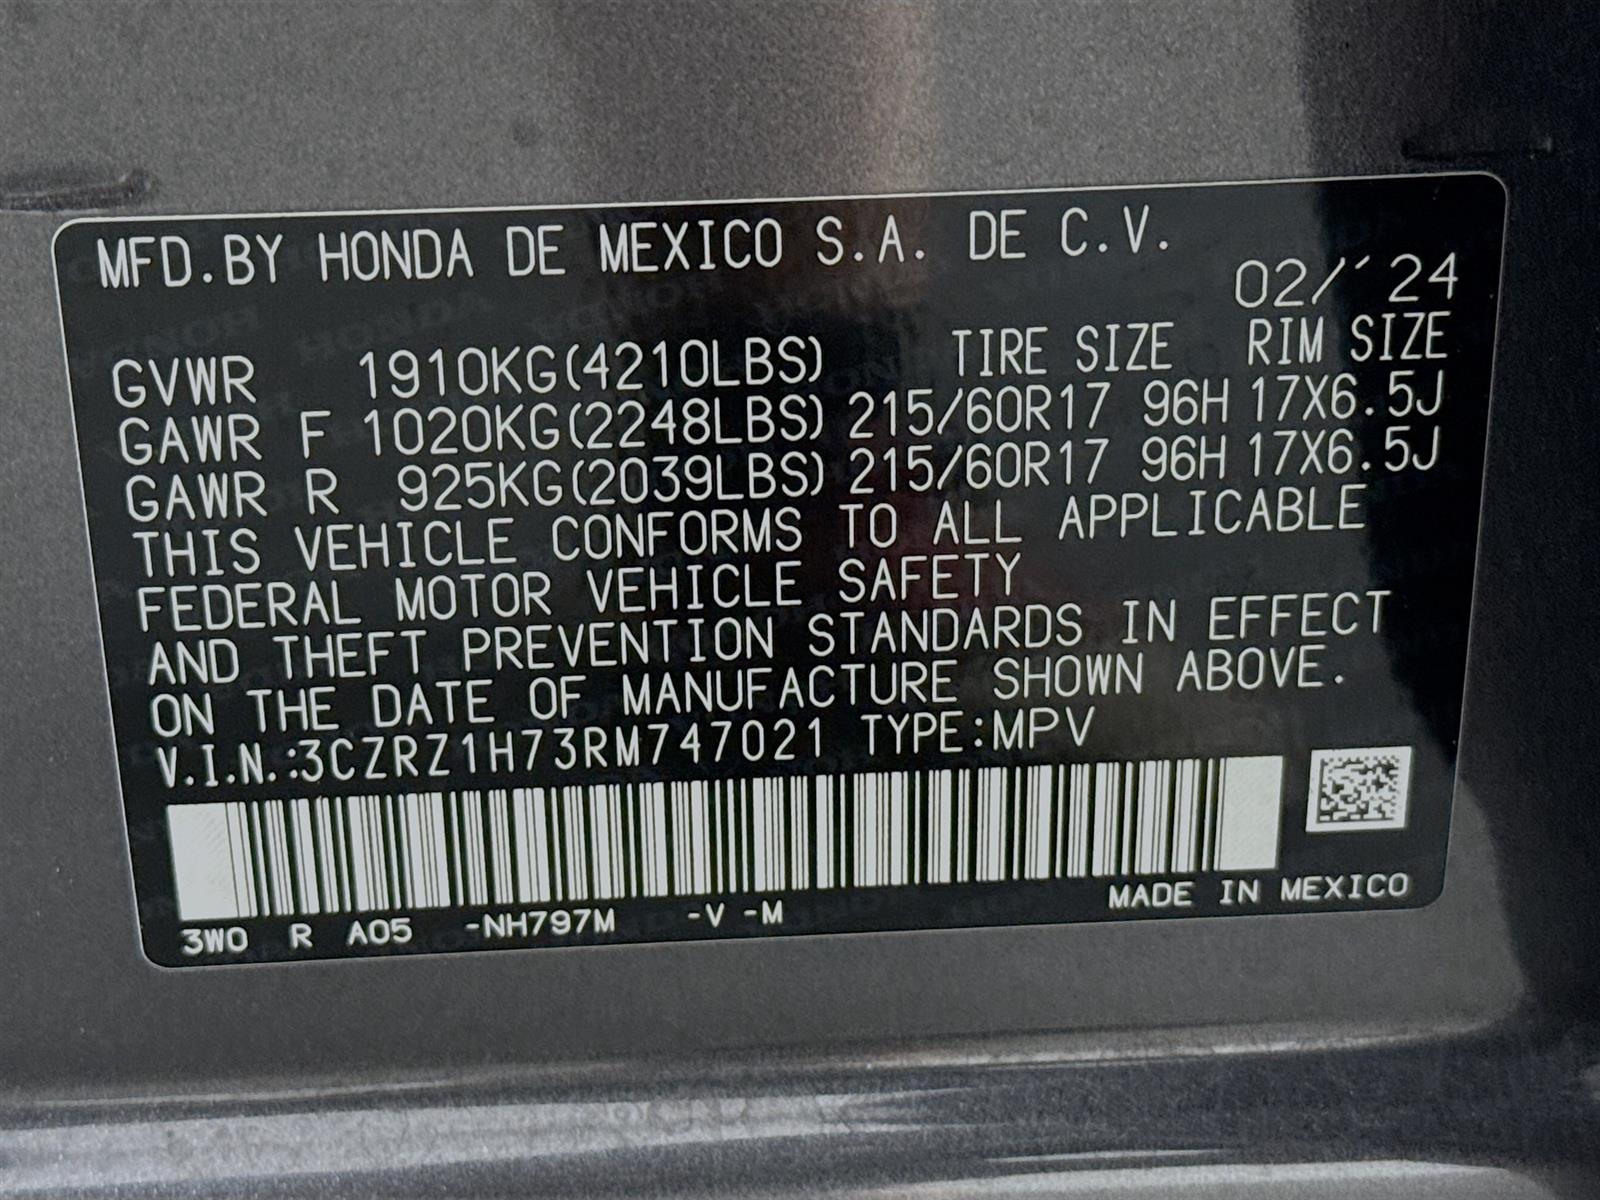 MFD.BY HONDA DE MEXICO S.A. DE C.V.
02/'24
GVWR 1910KG(4210LBS) TIRE SIZE RIM SIZE
GAWR F 1020KG(2248LBS) 215/60R17 96H 17X6.5J
GAWR R 925KG(2039LBS) 215/60R17 96H 17X6.5J
THIS VEHICLE CONFORMS TO ALL APPLICABLE
FEDERAL MOTOR VEHICLE SAFETY
AND THEFT PREVENTION STANDARDS IN EFFECT
ON THE DATE OF MANUFACTURE SHOWN ABOVE.
V.I.N.:3CZRZ1H73RM747021 TYPE:MPV
3W0 R A05 -NH797M -V -M MADE IN MEXICO